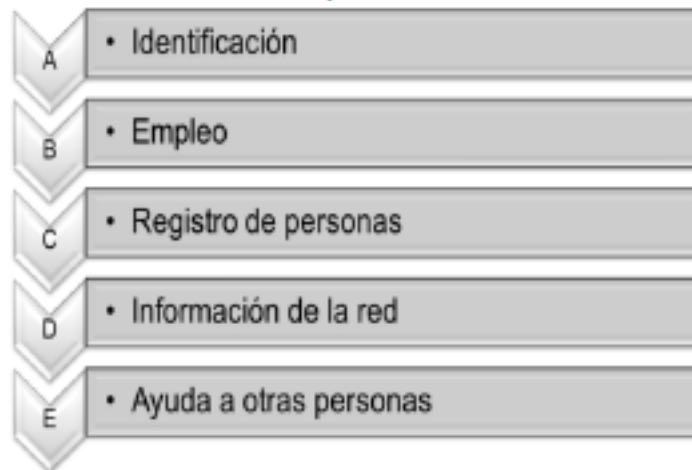 A • Identificación
B • Empleo
C • Registro de personas
D • Información de la red
E • Ayuda a otras personas